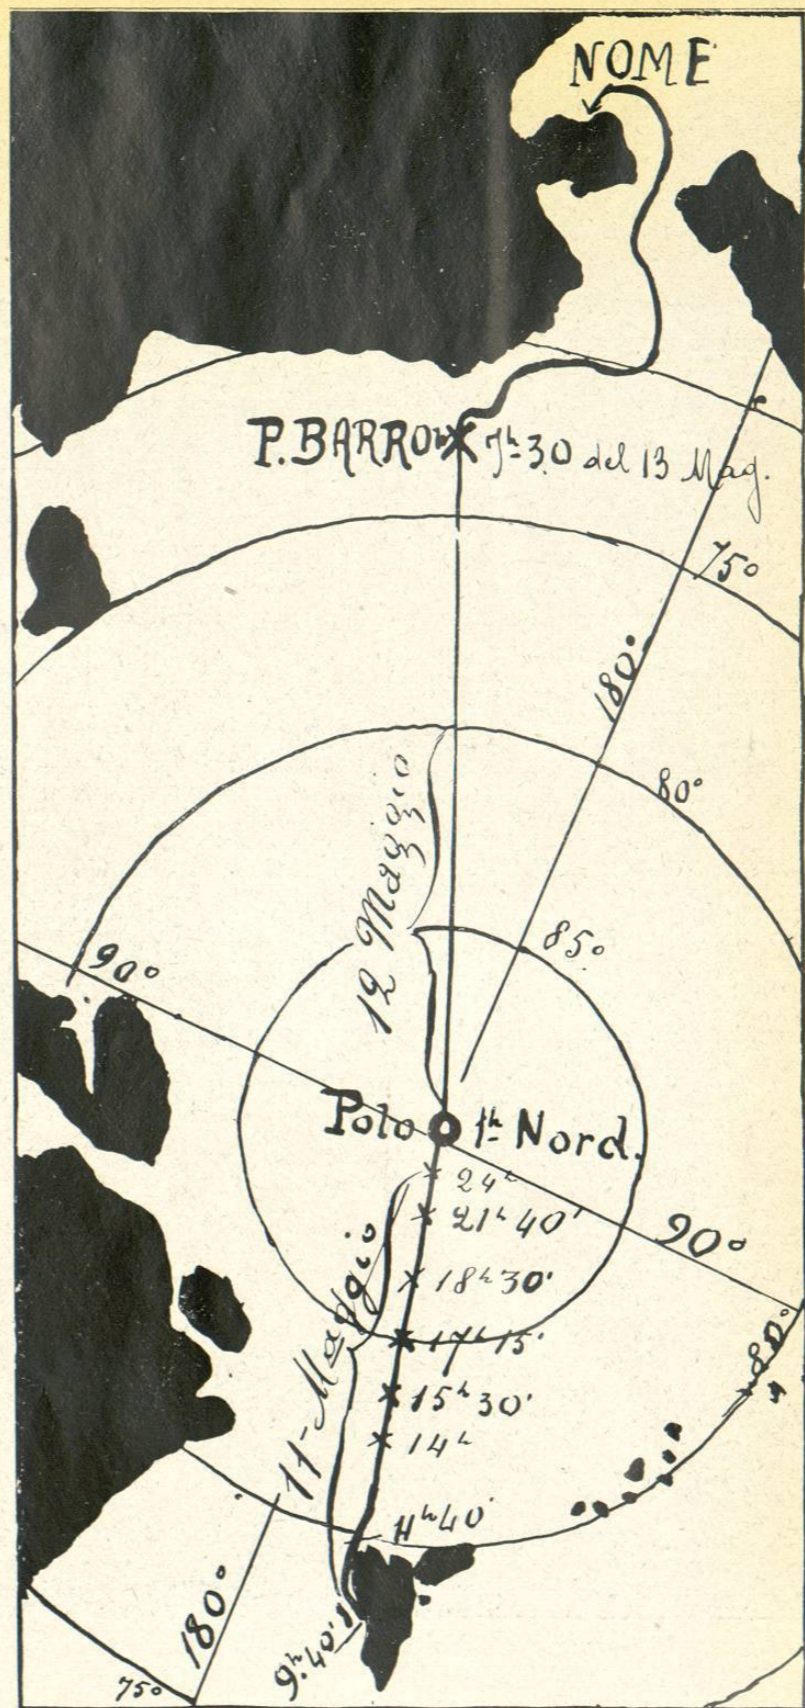 NOME
P. BARROW 7ʰ 30 del 13 Mag.
75°
180°
80°
12 Maggio
85°
90°
Polo 1ʰ Nord.
24ʰ
21ʰ 40'
90°
18ʰ 30'
17ʰ 15'
80°
11-Maggio
15ʰ 30'
14ʰ
11ʰ 40'
180°
9ʰ 40'
75°